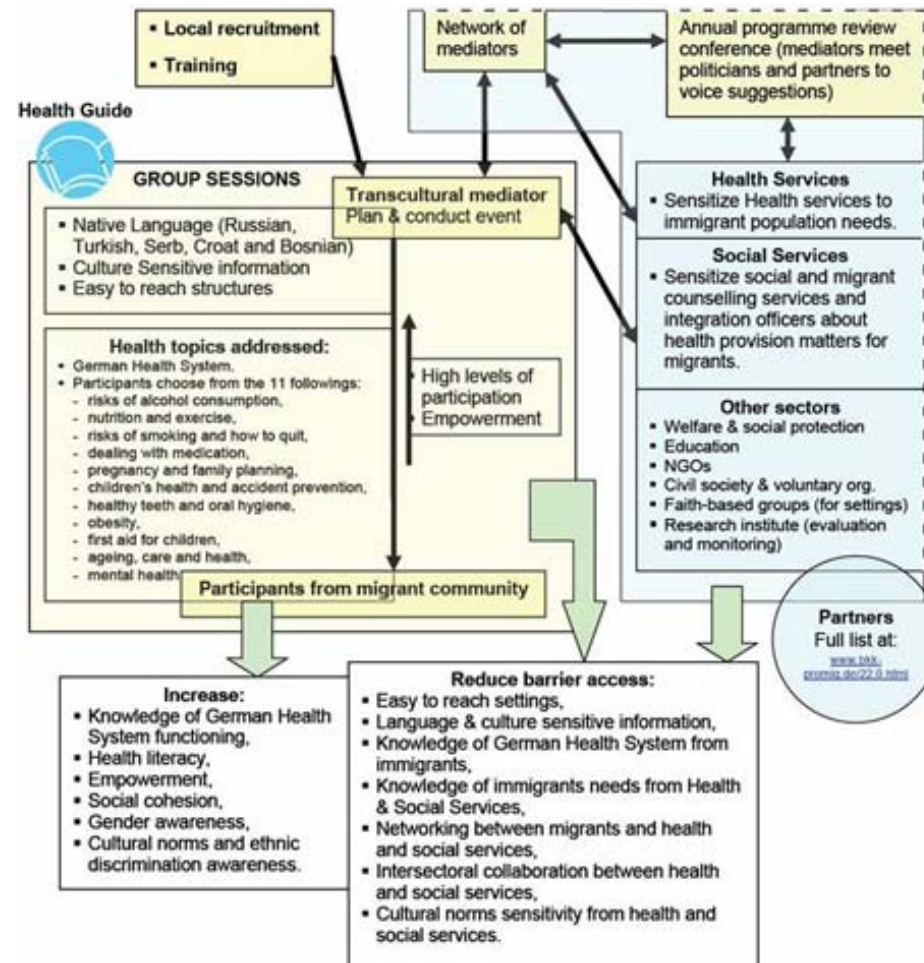 ▪ Local recruitment
▪ Training
Network of
mediators
Annual programme review
conference (mediators meet
politicians and partners to
voice suggestions)
Health Guide
GROUP SESSIONS
Transcultural mediator
Plan & conduct event
▪ Native Language (Russian,
Turkish, Serb, Croat and Bosnian)
▪ Culture Sensitive information
▪ Easy to reach structures
Health topics addressed:
▪ German Health System.
▪ Participants choose from the 11 followings:
- risks of alcohol consumption,
- nutrition and exercise,
- risks of smoking and how to quit,
- dealing with medication,
- pregnancy and family planning,
- children's health and accident prevention,
- healthy teeth and oral hygiene,
- obesity,
- first aid for children,
- ageing, care and health,
- mental health
High levels of
participation
Empowerment
Participants from migrant community
Health Services
▪ Sensitize Health services to
immigrant population needs.
Social Services
▪ Sensitize social and migrant
counselling services and
integration officers about
health provision matters for
migrants.
Other sectors
▪ Welfare & social protection
▪ Education
▪ NGOs
▪ Civil society & voluntary org.
▪ Faith-based groups (for settings)
▪ Research institute (evaluation
and monitoring)
Partners
Full list at:
www.bkk-
promig.de/22.0.html
Increase:
▪ Knowledge of German Health
System functioning,
▪ Health literacy,
▪ Empowerment,
▪ Social cohesion,
▪ Gender awareness,
▪ Cultural norms and ethnic
discrimination awareness.
Reduce barrier access:
▪ Easy to reach settings,
▪ Language & culture sensitive information,
▪ Knowledge of German Health System from
immigrants,
▪ Knowledge of immigrants needs from Health
& Social Services,
▪ Networking between migrants and health
and social services,
▪ Intersectoral collaboration between health
and social services,
▪ Cultural norms sensitivity from health and
social services.